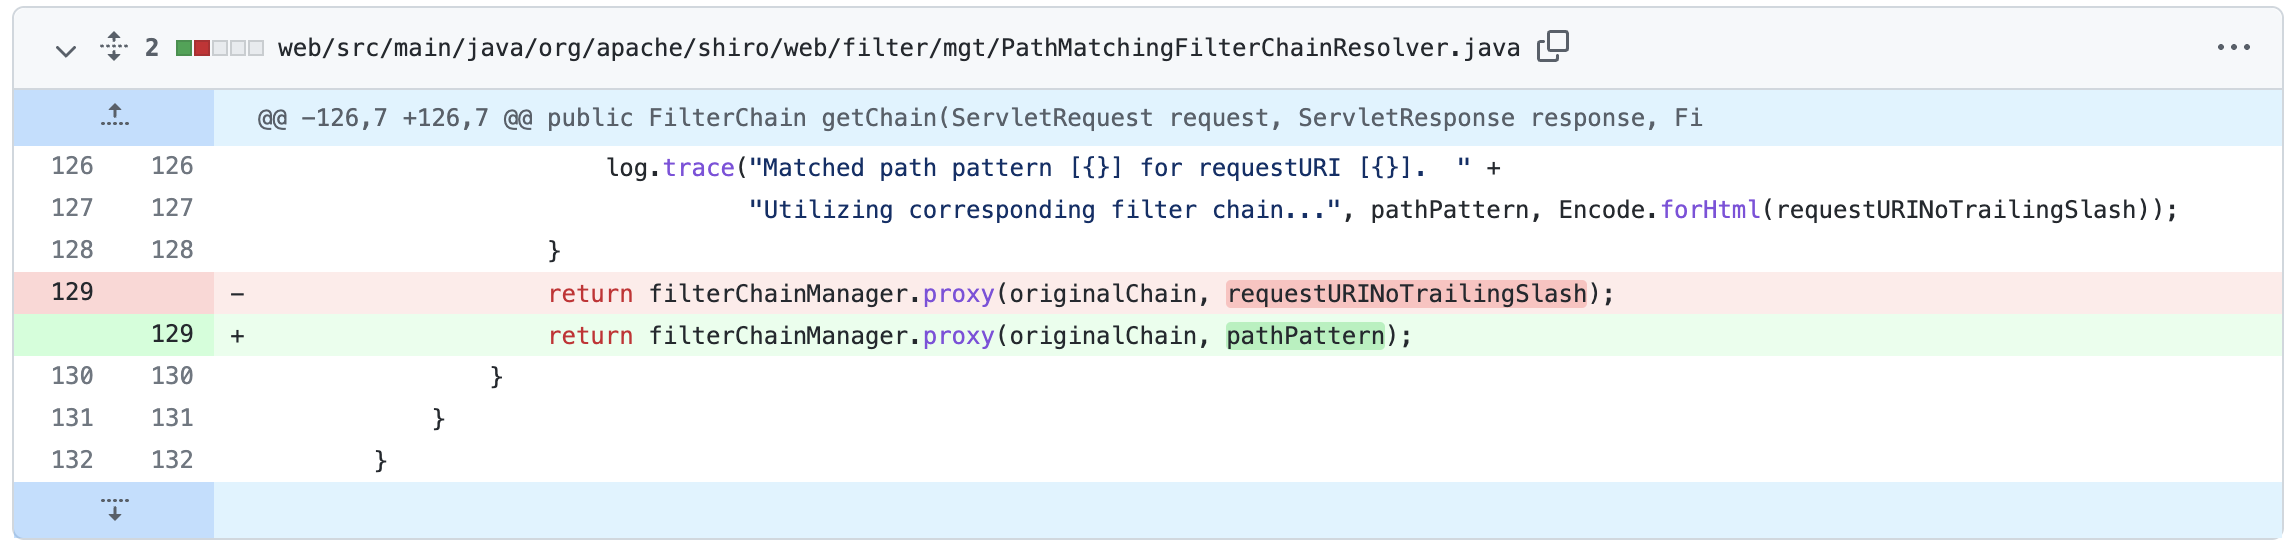 2 web/src/main/java/org/apache/shiro/web/filter/mgt/PathMatchingFilterChainResolver.java
@@ -126,7 +126,7 @@ public FilterChain getChain(ServletRequest request, ServletResponse response, Fi
126 126 log.trace("Matched path pattern [{}] for requestURI [{}].  " +
127 127 "Utilizing corresponding filter chain...", pathPattern, Encode.forHtml(requestURINoTrailingSlash));
128 128 }
129 - return filterChainManager.proxy(originalChain, requestURINoTrailingSlash);
129 + return filterChainManager.proxy(originalChain, pathPattern);
130 130 }
131 131 }
132 132 }